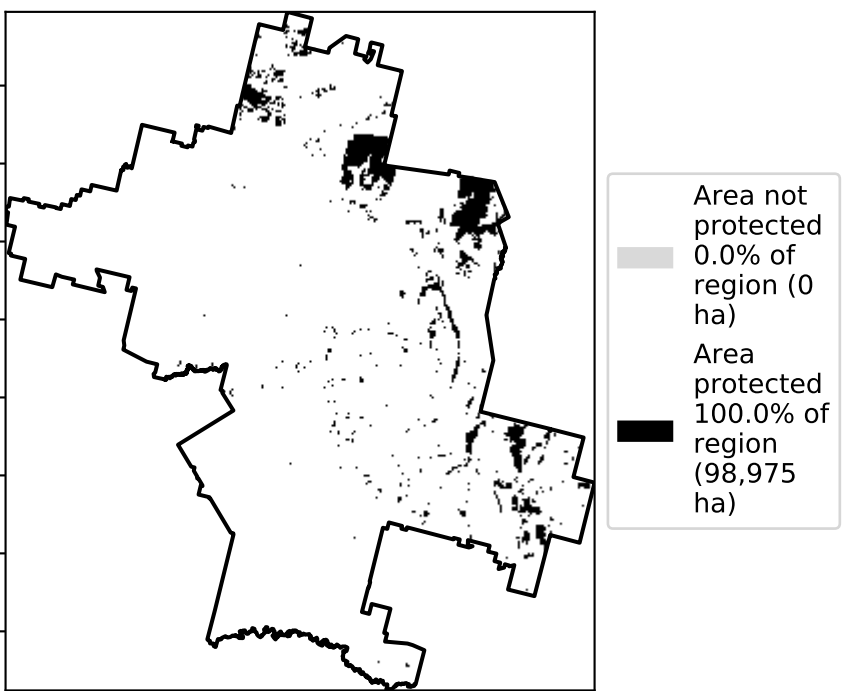 Area not
protected
0.0% of
region (0
ha)
Area
protected
100.0% of
region
(98,975
ha)